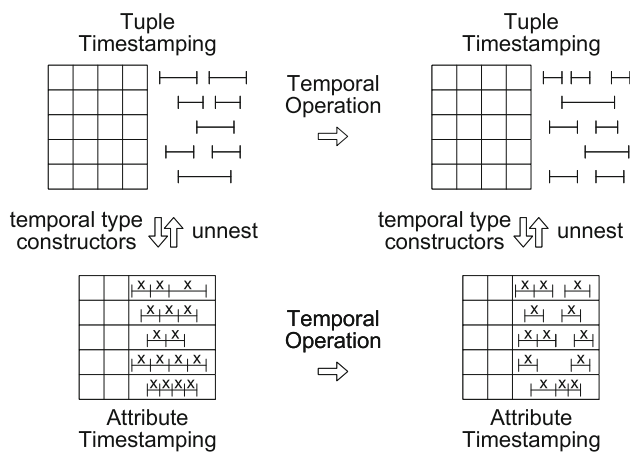 Tuple
Timestamping
Tuple
Timestamping
Temporal
Operation
temporal type
constructors
unnest
temporal type
constructors
unnest
x x x
x x x
x x
x x x x
x x x x
Temporal
Operation
x x x
x x
x x x
x x
x x x
Attribute
Timestamping
Attribute
Timestamping